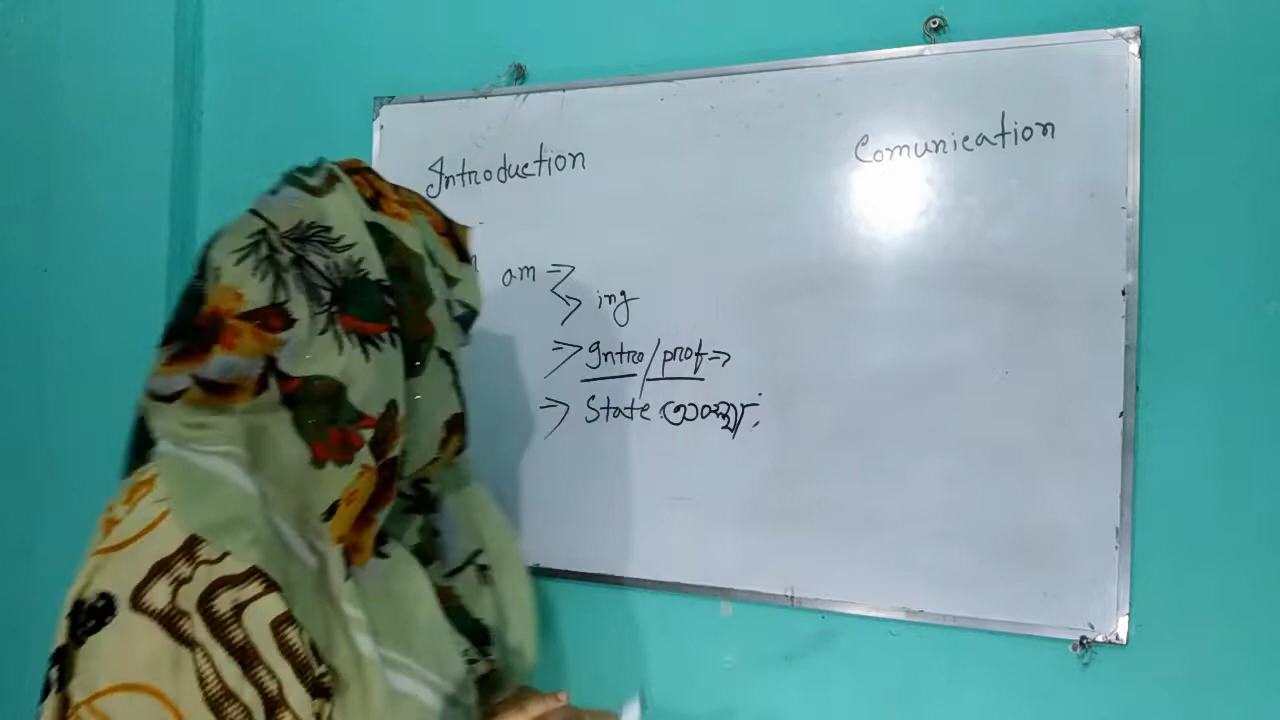 Introduction
Comunication
am ⇒
⇒ ing
⇒ Intro/prof ⇒
⇒ State